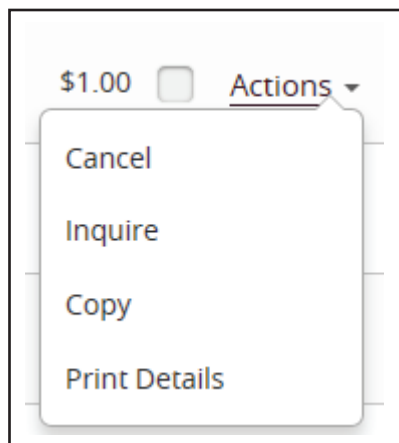 $1.00 Actions
Cancel
Inquire
Copy
Print Details